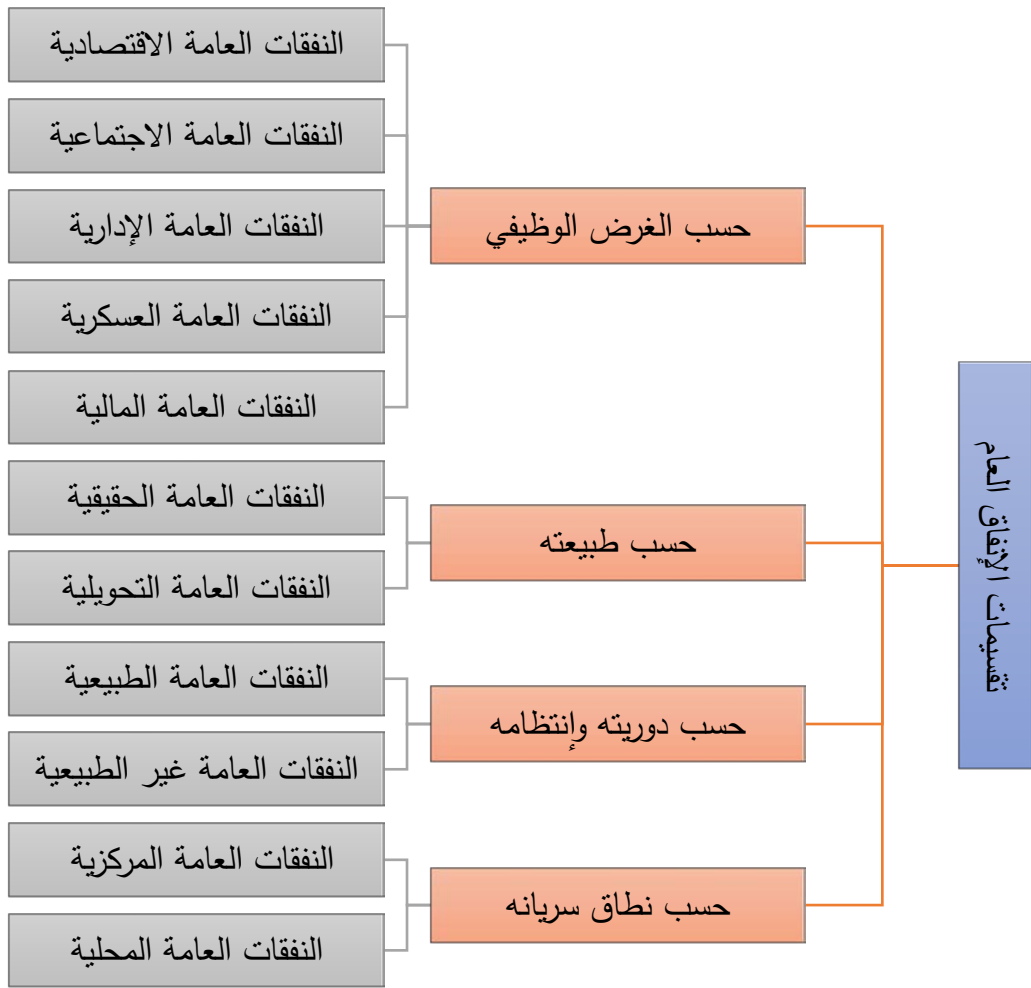 تقسيمات الإنفاق العام
حسب الغرض الوظيفي
النفقات العامة الاقتصادية
النفقات العامة الاجتماعية
النفقات العامة الإدارية
النفقات العامة العسكرية
النفقات العامة المالية
حسب طبيعته
النفقات العامة الحقيقية
النفقات العامة التحويلية
حسب دوريته وإنتظامه
النفقات العامة الطبيعية
النفقات العامة غير الطبيعية
حسب نطاق سريانه
النفقات العامة المركزية
النفقات العامة المحلية